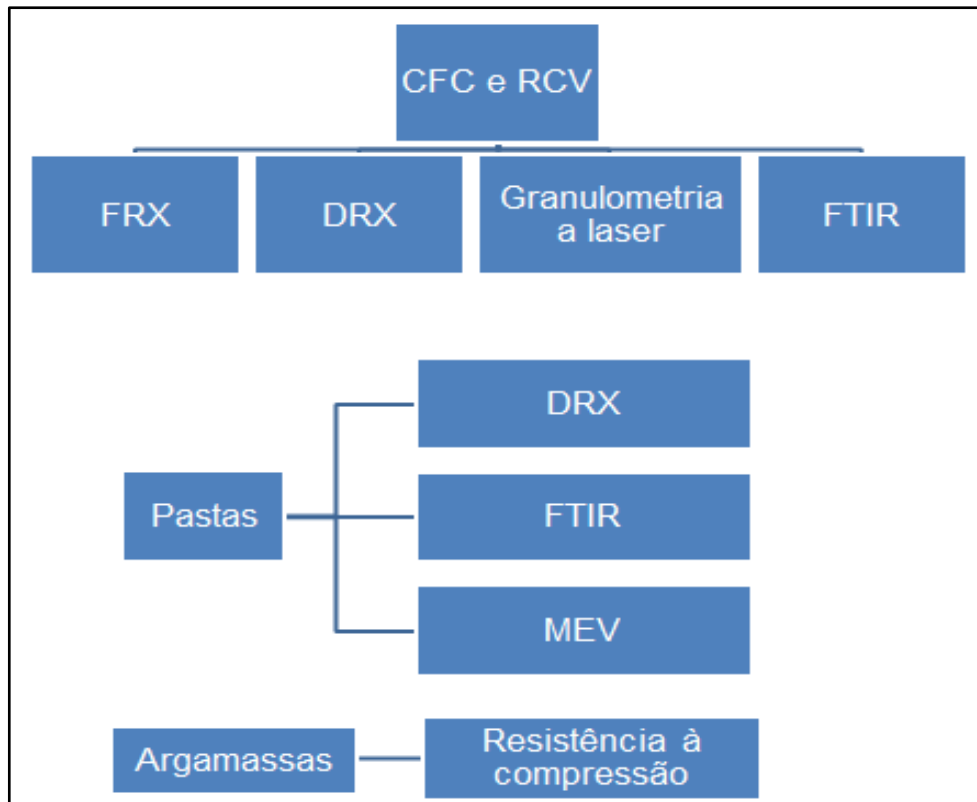 CFC e RCV
FRX
DRX
Granulometria
a laser
FTIR
DRX
Pastas
FTIR
MEV
Argamassas
Resistência à
compressão